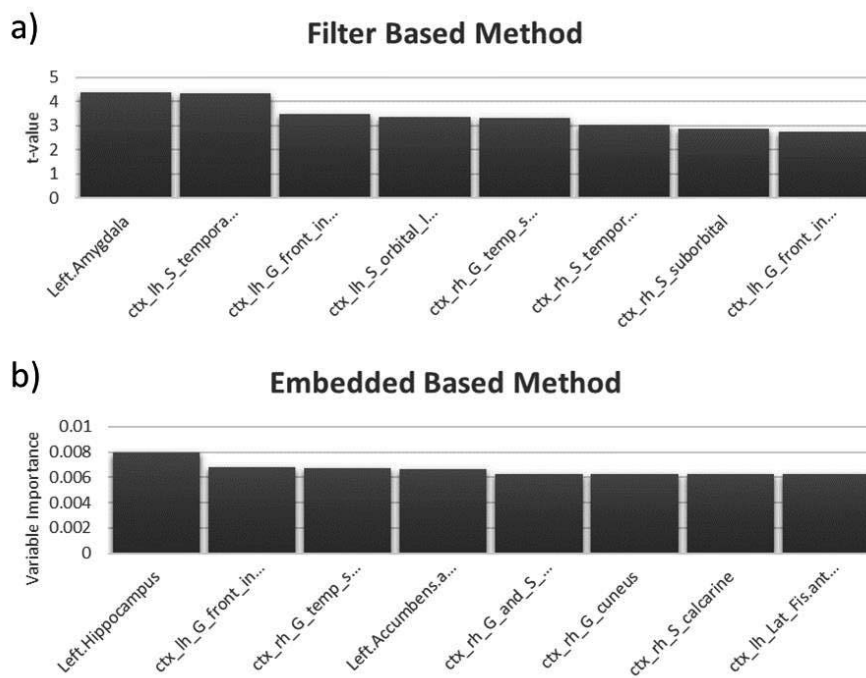 a)
Filter Based Method
t-value
5
4
3
2
1
0
Left.Amygdala
ctx_lh_S_tempora...
ctx_lh_G_front_in...
ctx_lh_S_orbital_l...
ctx_rh_G_temp_s...
ctx_rh_S_tempor...
ctx_rh_S_suborbital
ctx_lh_G_front_in...
b)
Embedded Based Method
Variable Importance
0.01
0.008
0.006
0.004
0.002
0
Left.Hippocampus
ctx_lh_G_front_in...
ctx_rh_G_temp_s...
Left.Accumbens.a...
ctx_rh_G_and_S_...
ctx_rh_G_cuneus
ctx_rh_S_calcarine
ctx_lh_Lat_Fis.ant...